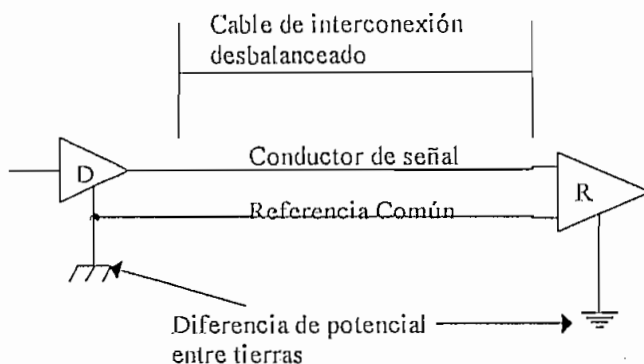 Cable de interconexión
desbalanceado
Conductor de señal
D
R
Referencia Común
Diferencia de potencial
entre tierras